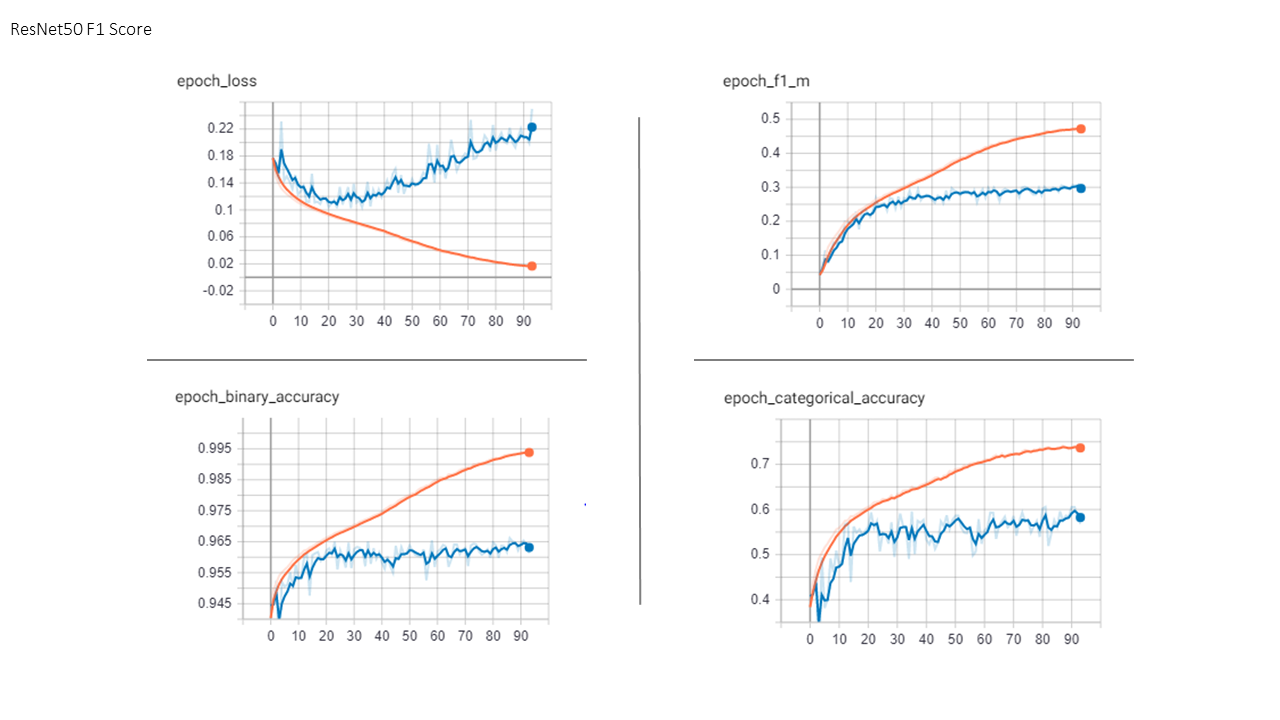 ResNet50 F1 Score
epoch_loss
0.22
0.18
0.14
0.1
0.06
0.02
-0.02
0 10 20 30 40 50 60 70 80 90
epoch_f1_m
0.5
0.4
0.3
0.2
0.1
0
0 10 20 30 40 50 60 70 80 90
epoch_binary_accuracy
0.995
0.985
0.975
0.965
0.955
0.945
0 10 20 30 40 50 60 70 80 90
epoch_categorical_accuracy
0.7
0.6
0.5
0.4
0 10 20 30 40 50 60 70 80 90